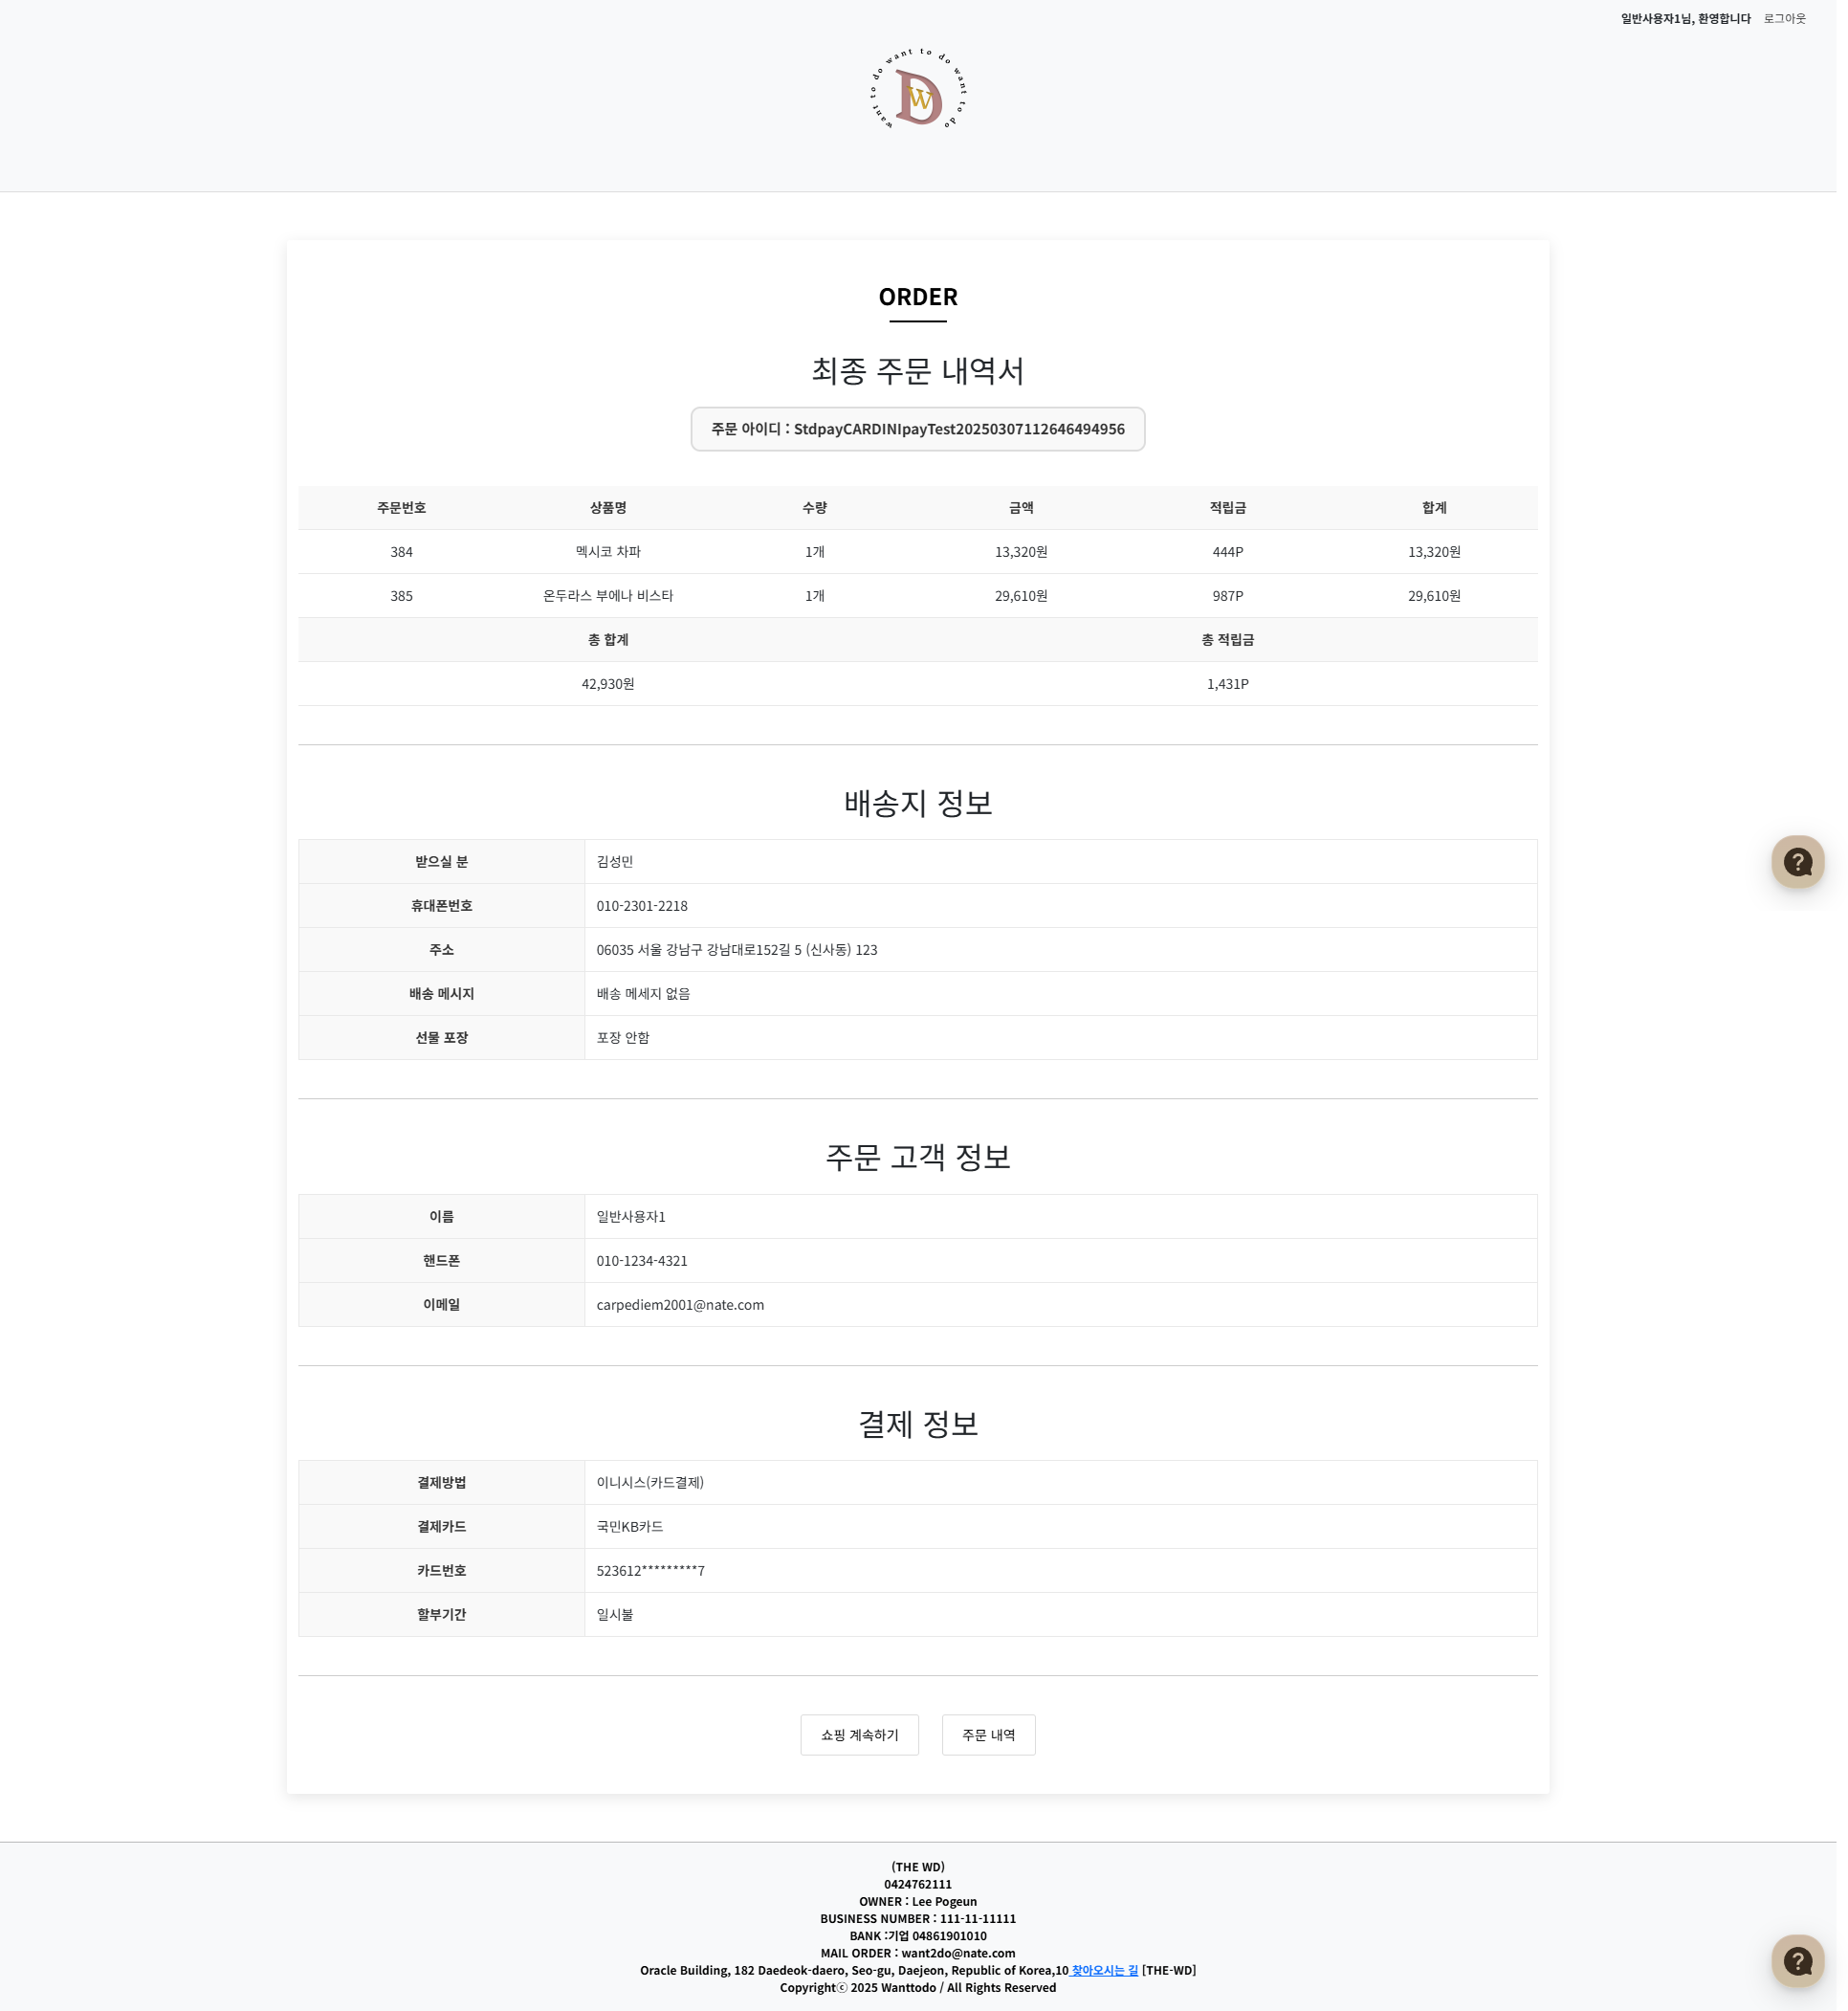 일반사용자1님, 환영합니다 로그아웃
want to do want to do want to do
D
W
ORDER
최종 주문 내역서
주문 아이디 : StdpayCARDINIpayTest20250307112646494956
주문번호 상품명 수량 금액 적립금 합계
384 멕시코 차파 1개 13,320원 444P 13,320원
385 온두라스 부에나 비스타 1개 29,610원 987P 29,610원
총 합계 총 적립금
42,930원 1,431P
배송지 정보
받으실 분 김성민
휴대폰번호 010-2301-2218
주소 06035 서울 강남구 강남대로152길 5 (신사동) 123
배송 메시지 배송 메세지 없음
선물 포장 포장 안함
주문 고객 정보
이름 일반사용자1
핸드폰 010-1234-4321
이메일 carpediem2001@nate.com
결제 정보
결제방법 이니시스(카드결제)
결제카드 국민KB카드
카드번호 523612*********7
할부기간 일시불
쇼핑 계속하기 주문 내역
(THE WD)
0424762111
OWNER : Lee Pogeun
BUSINESS NUMBER : 111-11-11111
BANK :기업 04861901010
MAIL ORDER : want2do@nate.com
Oracle Building, 182 Daedeok-daero, Seo-gu, Daejeon, Republic of Korea,10 찾아오시는 길 [THE-WD]
Copyrightⓒ 2025 Wanttodo / All Rights Reserved